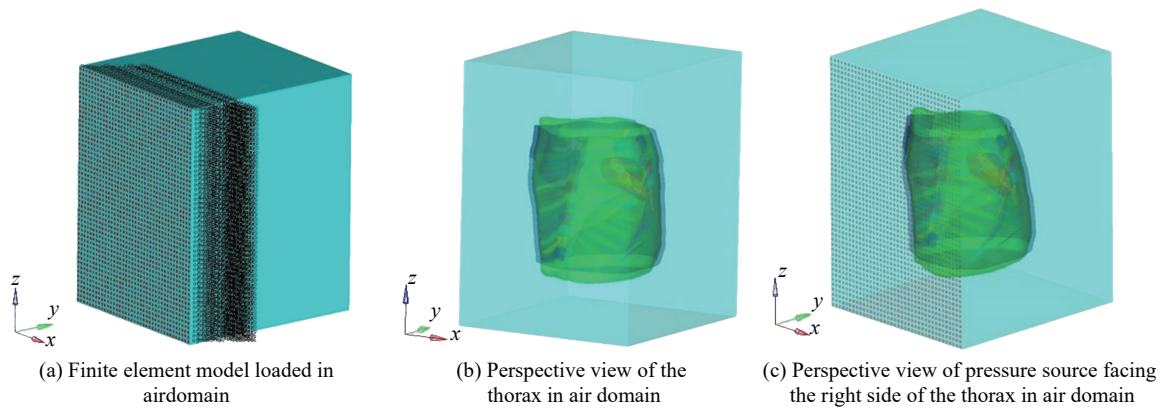 z
y
x
(a) Finite element model loaded in
airdomain
z
y
x
(b) Perspective view of the
thorax in air domain
z
y
x
(c) Perspective view of pressure source facing
the right side of the thorax in air domain